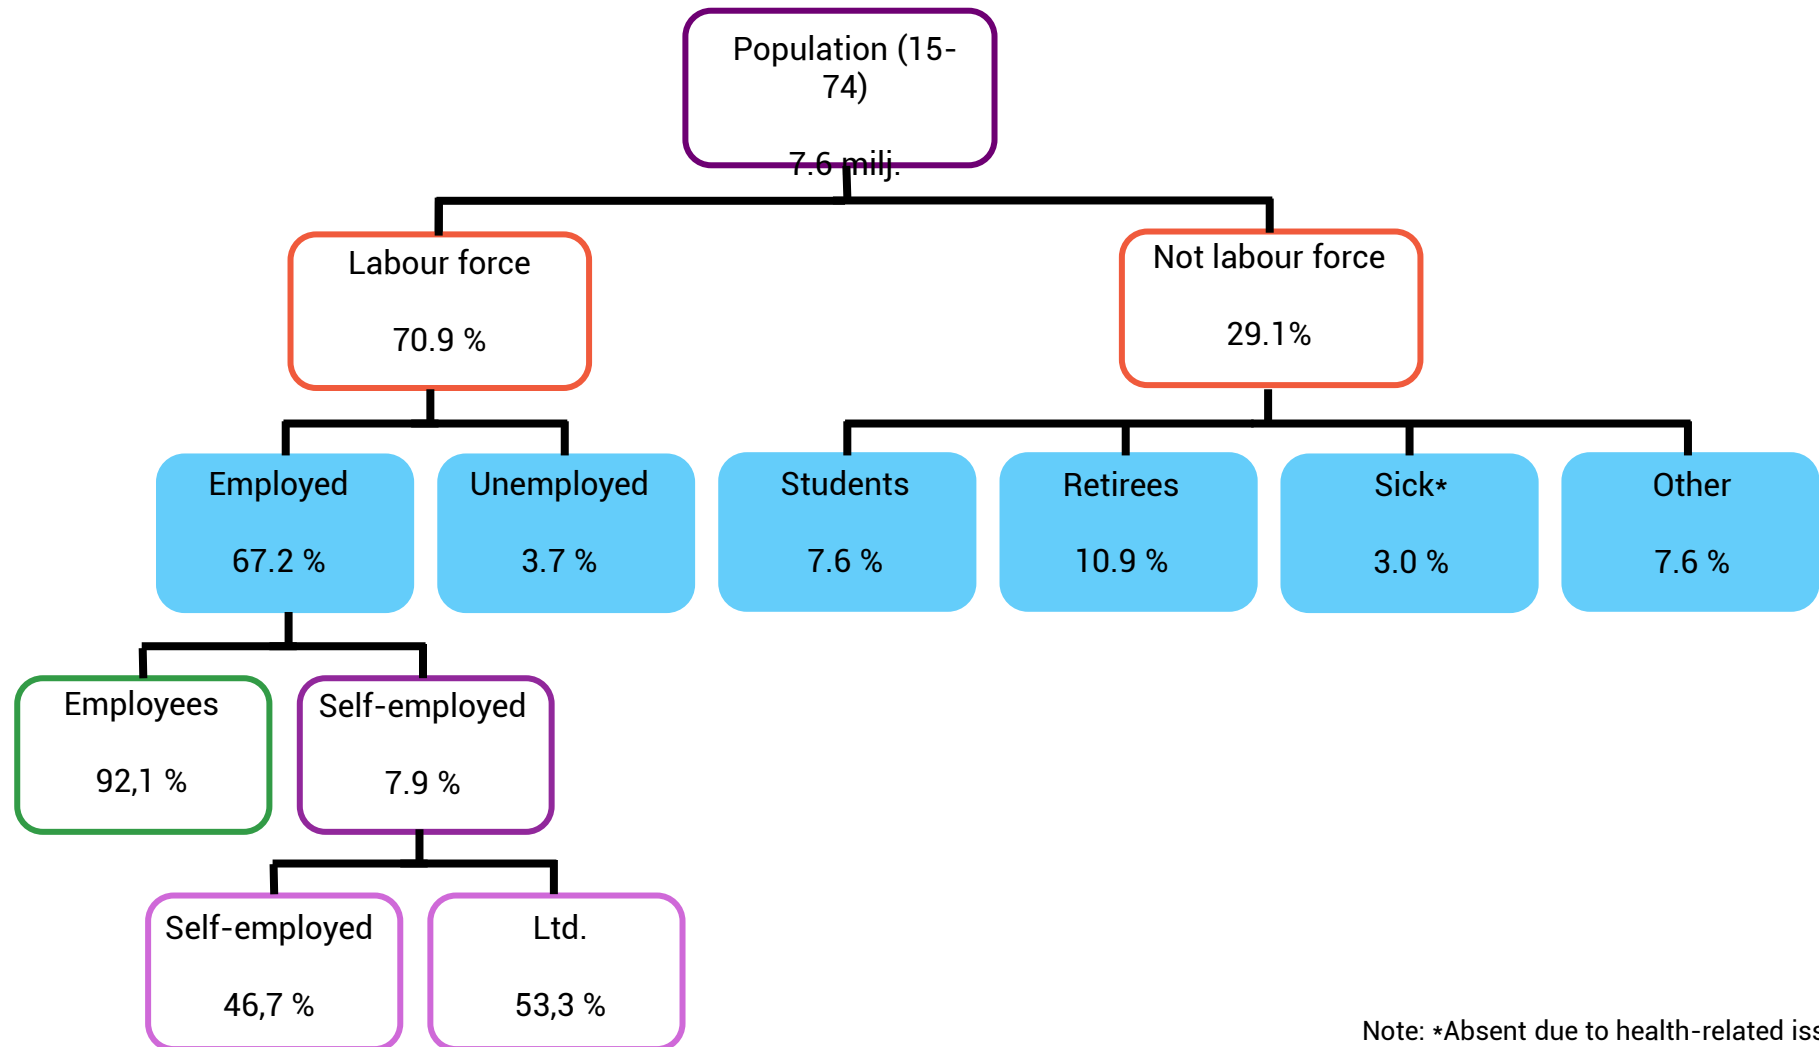 Population (15-
74)
7.6 milj.
Labour force
70.9 %
Not labour force
29.1%
Employed
67.2 %
Unemployed
3.7 %
Students
7.6 %
Retirees
10.9 %
Sick*
3.0 %
Other
7.6 %
Employees
92,1 %
Self-employed
7.9 %
Self-employed
46,7 %
Ltd.
53,3 %
Note: *Absent due to health-related